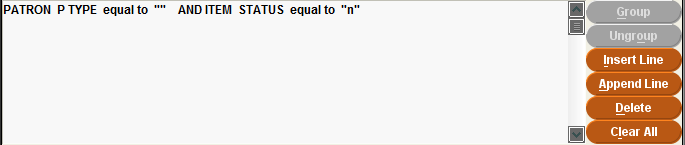 PATRON P TYPE equal to "" AND ITEM STATUS equal to "n"
Group
Ungroup
Insert Line
Append Line
Delete
Clear All